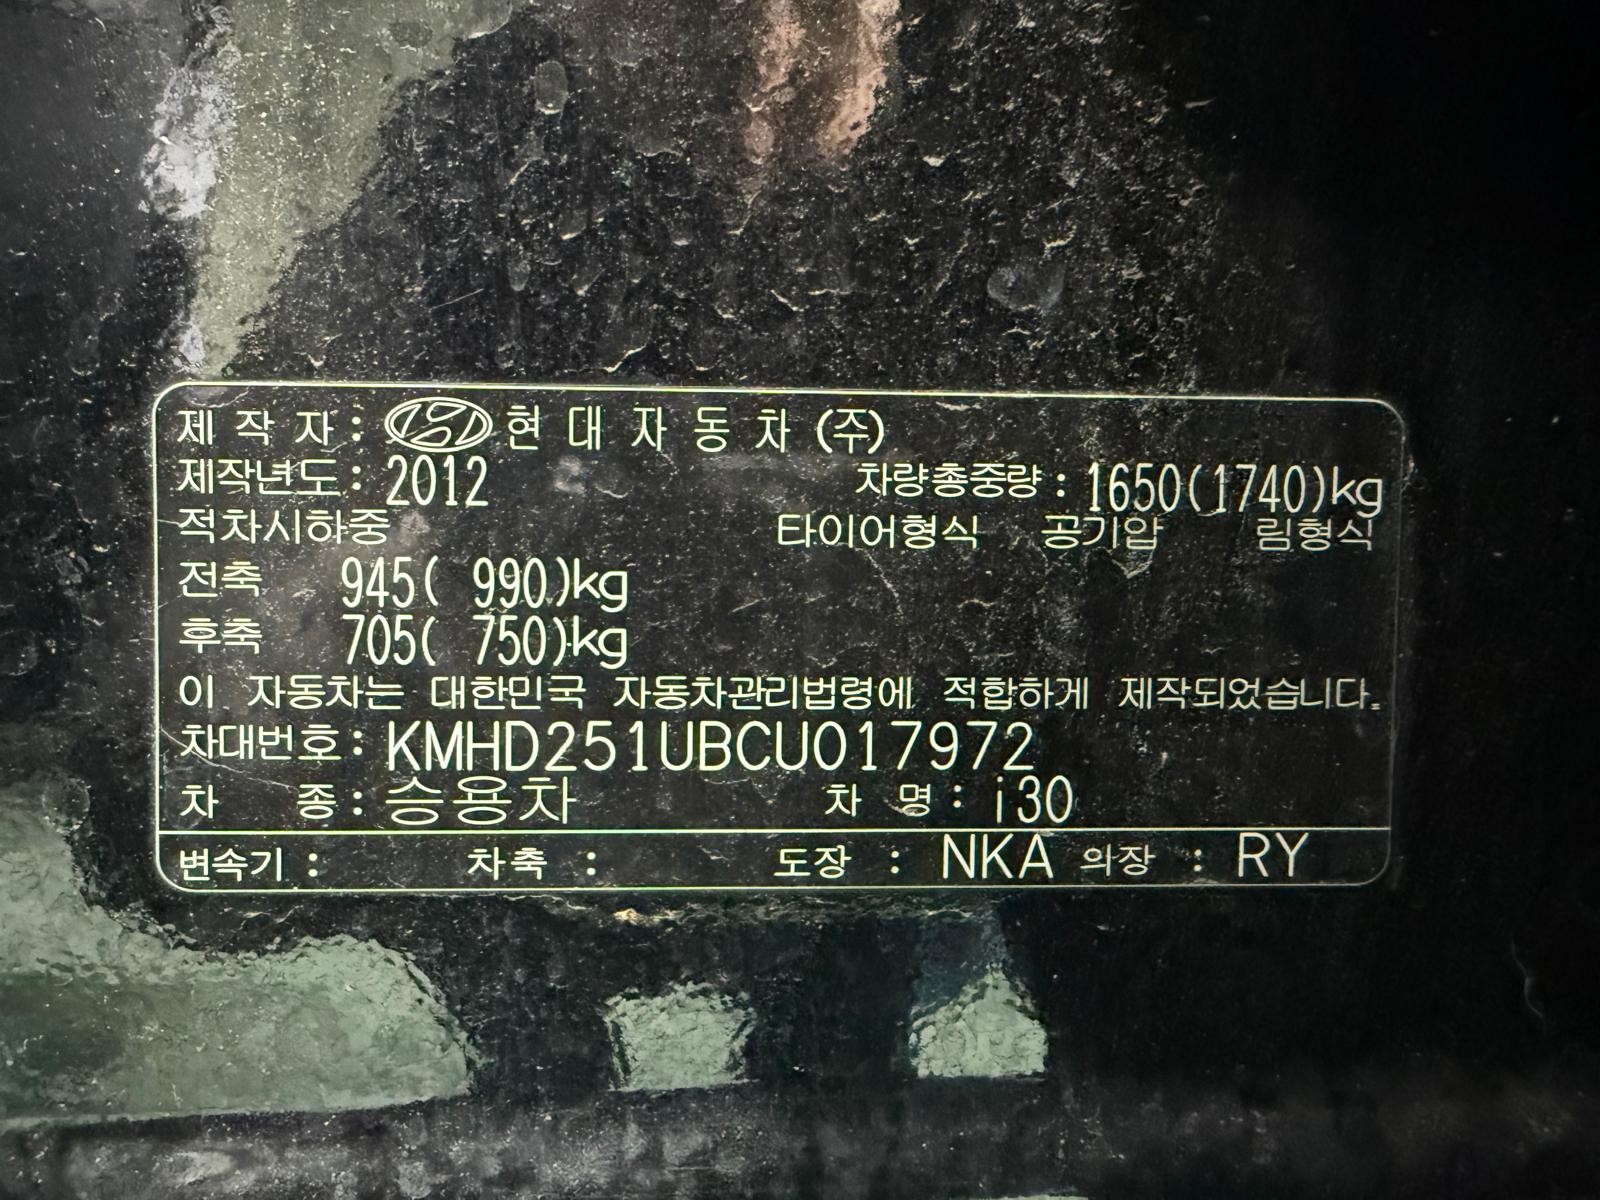 제 작 자 : 현 대 자 동 차 (주)
제작년도 : 2012 차량총중량 : 1650(1740)kg
적차시하중 타이어형식 공기압 림형식
전축 945( 990)kg
후축 705( 750)kg
이 자동차는 대한민국 자동차관리법령에 적합하게 제작되었습니다.
차대번호 : KMHD251UBCU017972
차 종 : 승용차 차 명 : i30
변속기 : 차축 : 도장 : NKA 의장 : RY